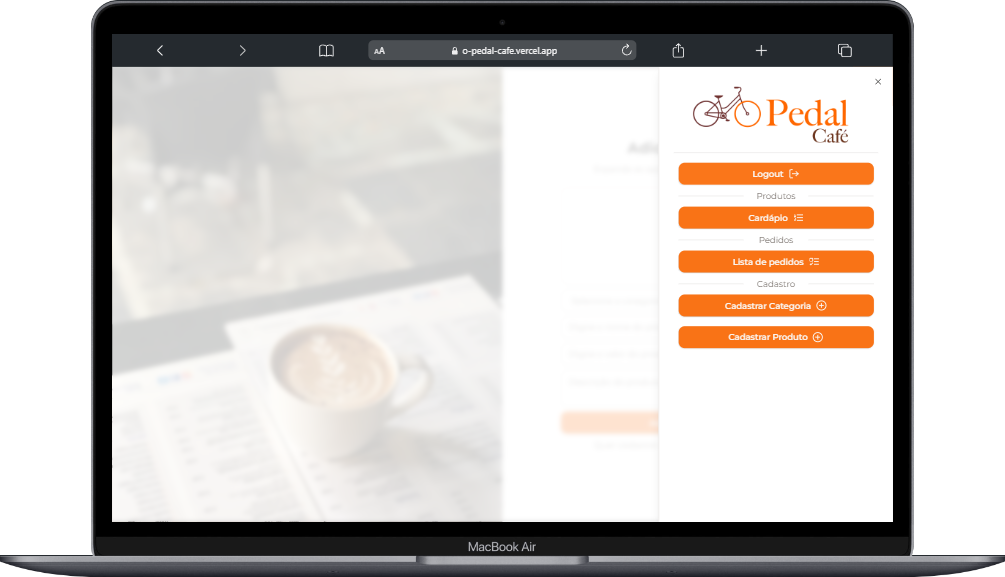 AA
o-pedal-cafe.vercel.app
Pedal
Café
Logout
Produtos
Cardápio
Pedidos
Lista de pedidos
Cadastro
Cadastrar Categoria
Cadastrar Produto
MacBook Air